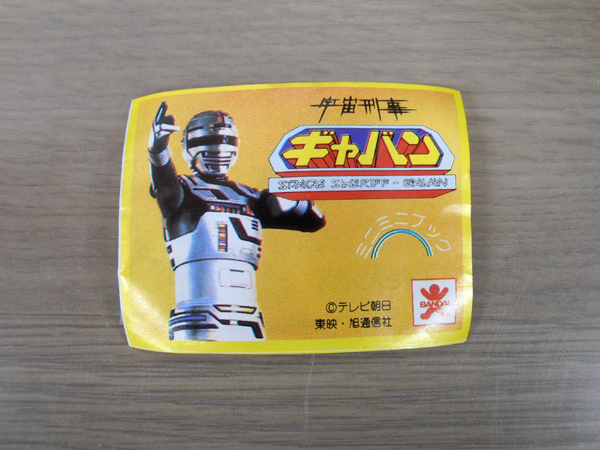 宇宙刑事
ギャバン
SPACE SHERIFF - GAVAN
ミニミニブック
©テレビ朝日
東映・旭通信社
BANDAI